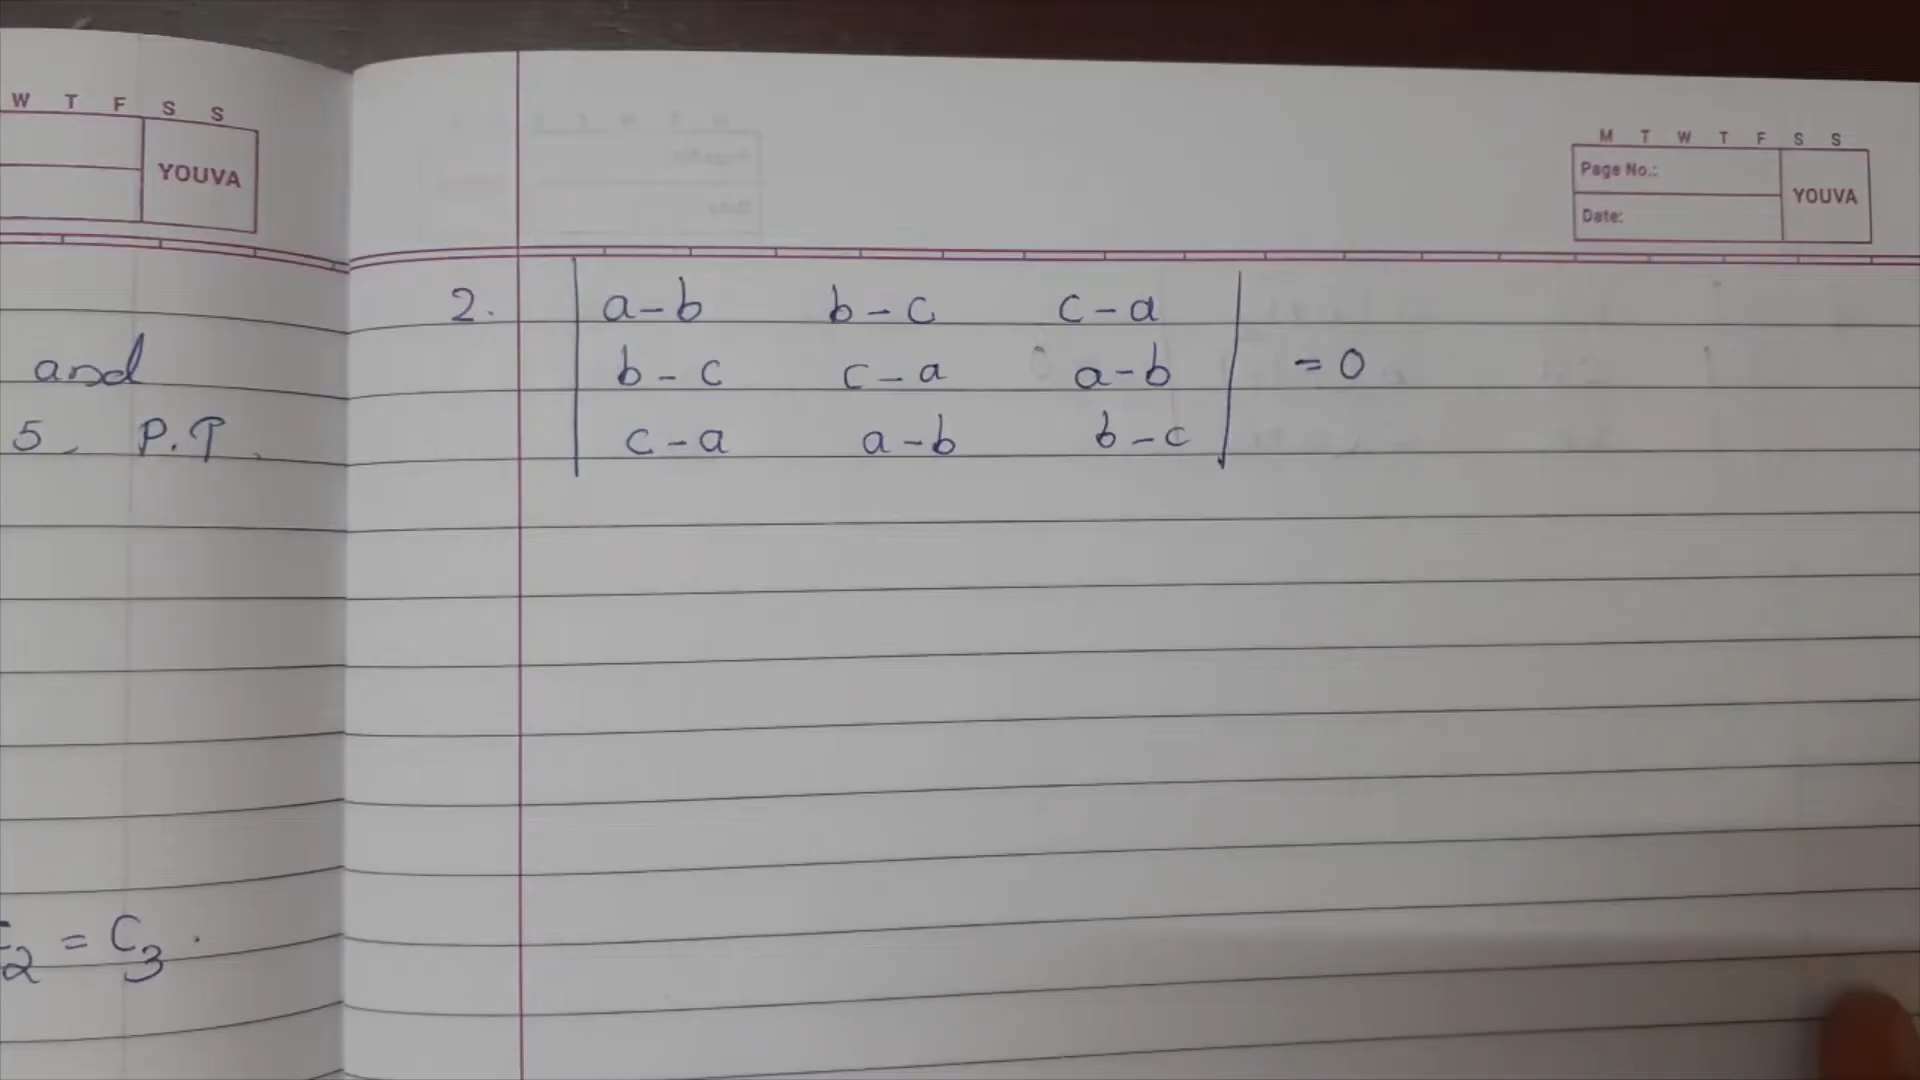 W T F S S
YOUVA
and
5. P.T.
2 = C3.
M T W T F S S
Page No.:
Date:
YOUVA
2. | a-b b-c c-a |
| b-c c-a a-b | = 0
| c-a a-b b-c |